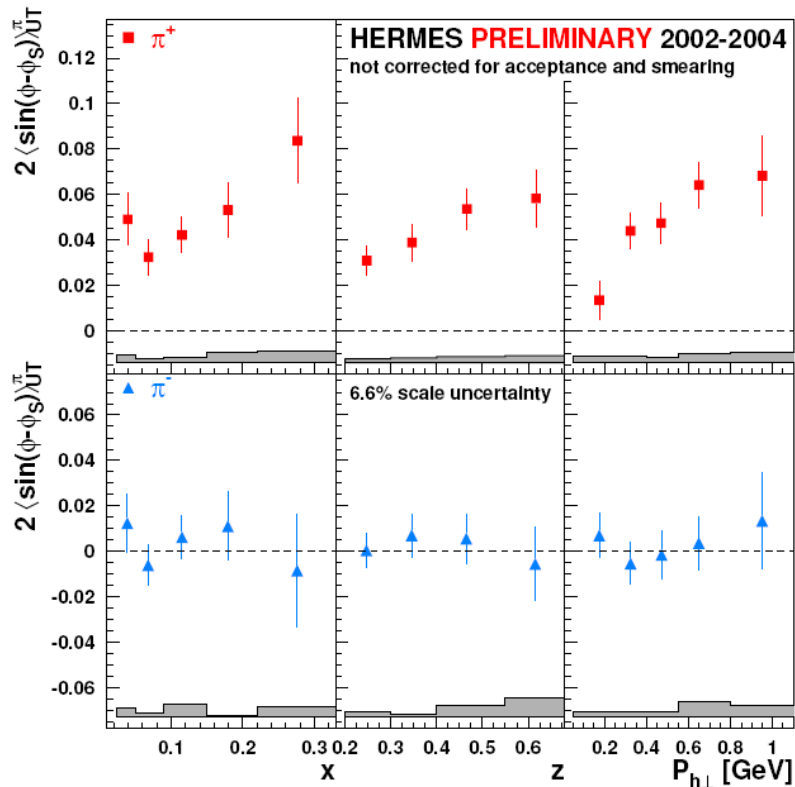 2 ⟨sin(ϕ-ϕS)⟩πUT
π+
HERMES PRELIMINARY 2002-2004
not corrected for acceptance and smearing
0.12
0.1
0.08
0.06
0.04
0.02
0
2 ⟨sin(ϕ-ϕS)⟩πUT
π-
6.6% scale uncertainty
0.06
0.04
0.02
0
-0.02
-0.04
-0.06
0.1 0.2 0.3 0.2 0.3 0.4 0.5 0.6 0.2 0.4 0.6 0.8 1
x z Ph⊥ [GeV]